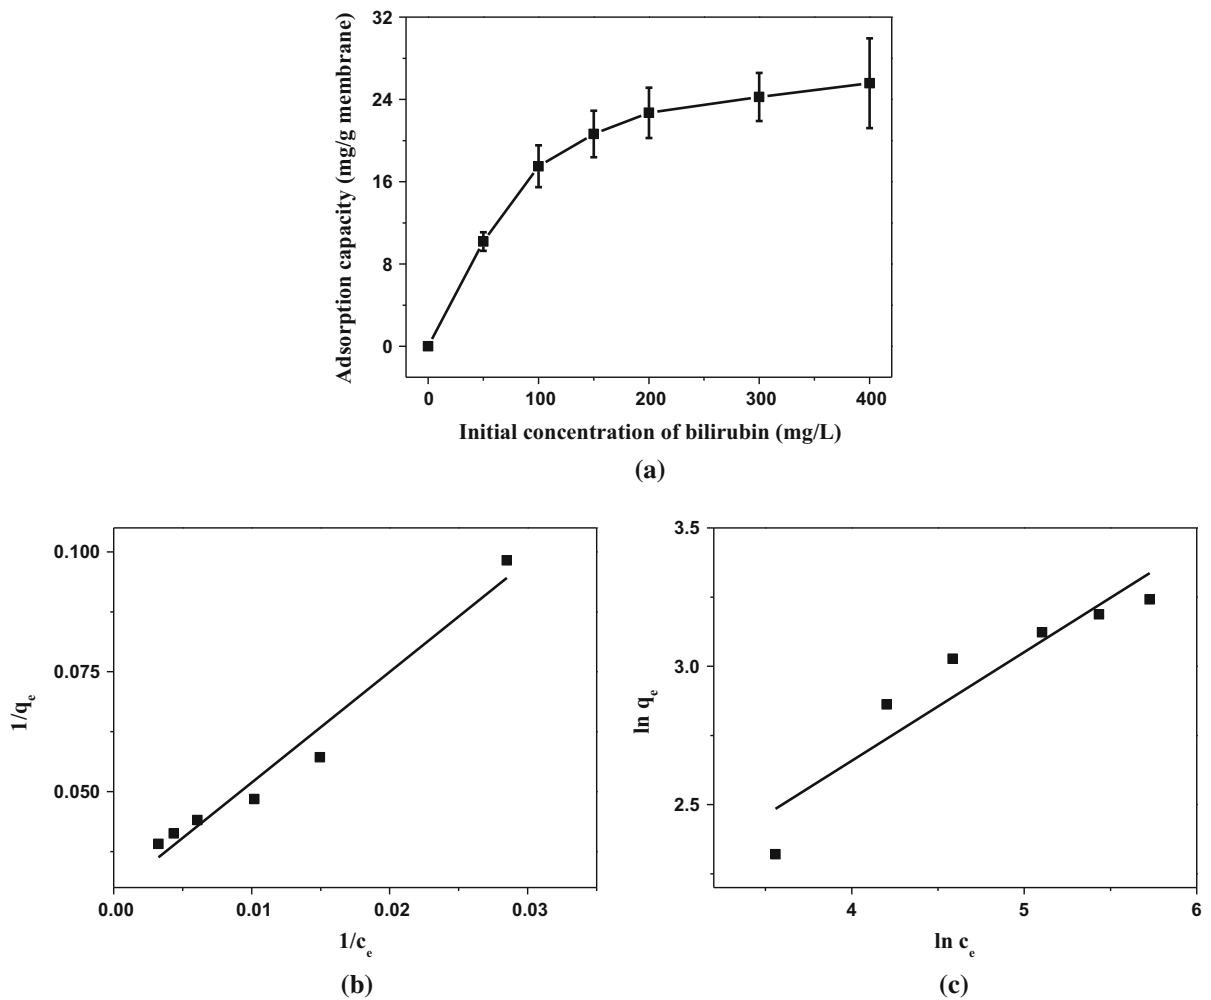 32
24
16
8
0
Adsorption capacity (mg/g membrane)
0 100 200 300 400
Initial concentration of bilirubin (mg/L)
(a)
0.100
0.075
0.050
1/qₑ
0.00 0.01 0.02 0.03
1/cₑ
(b)
3.5
3.0
2.5
ln qₑ
4 5 6
ln cₑ
(c)